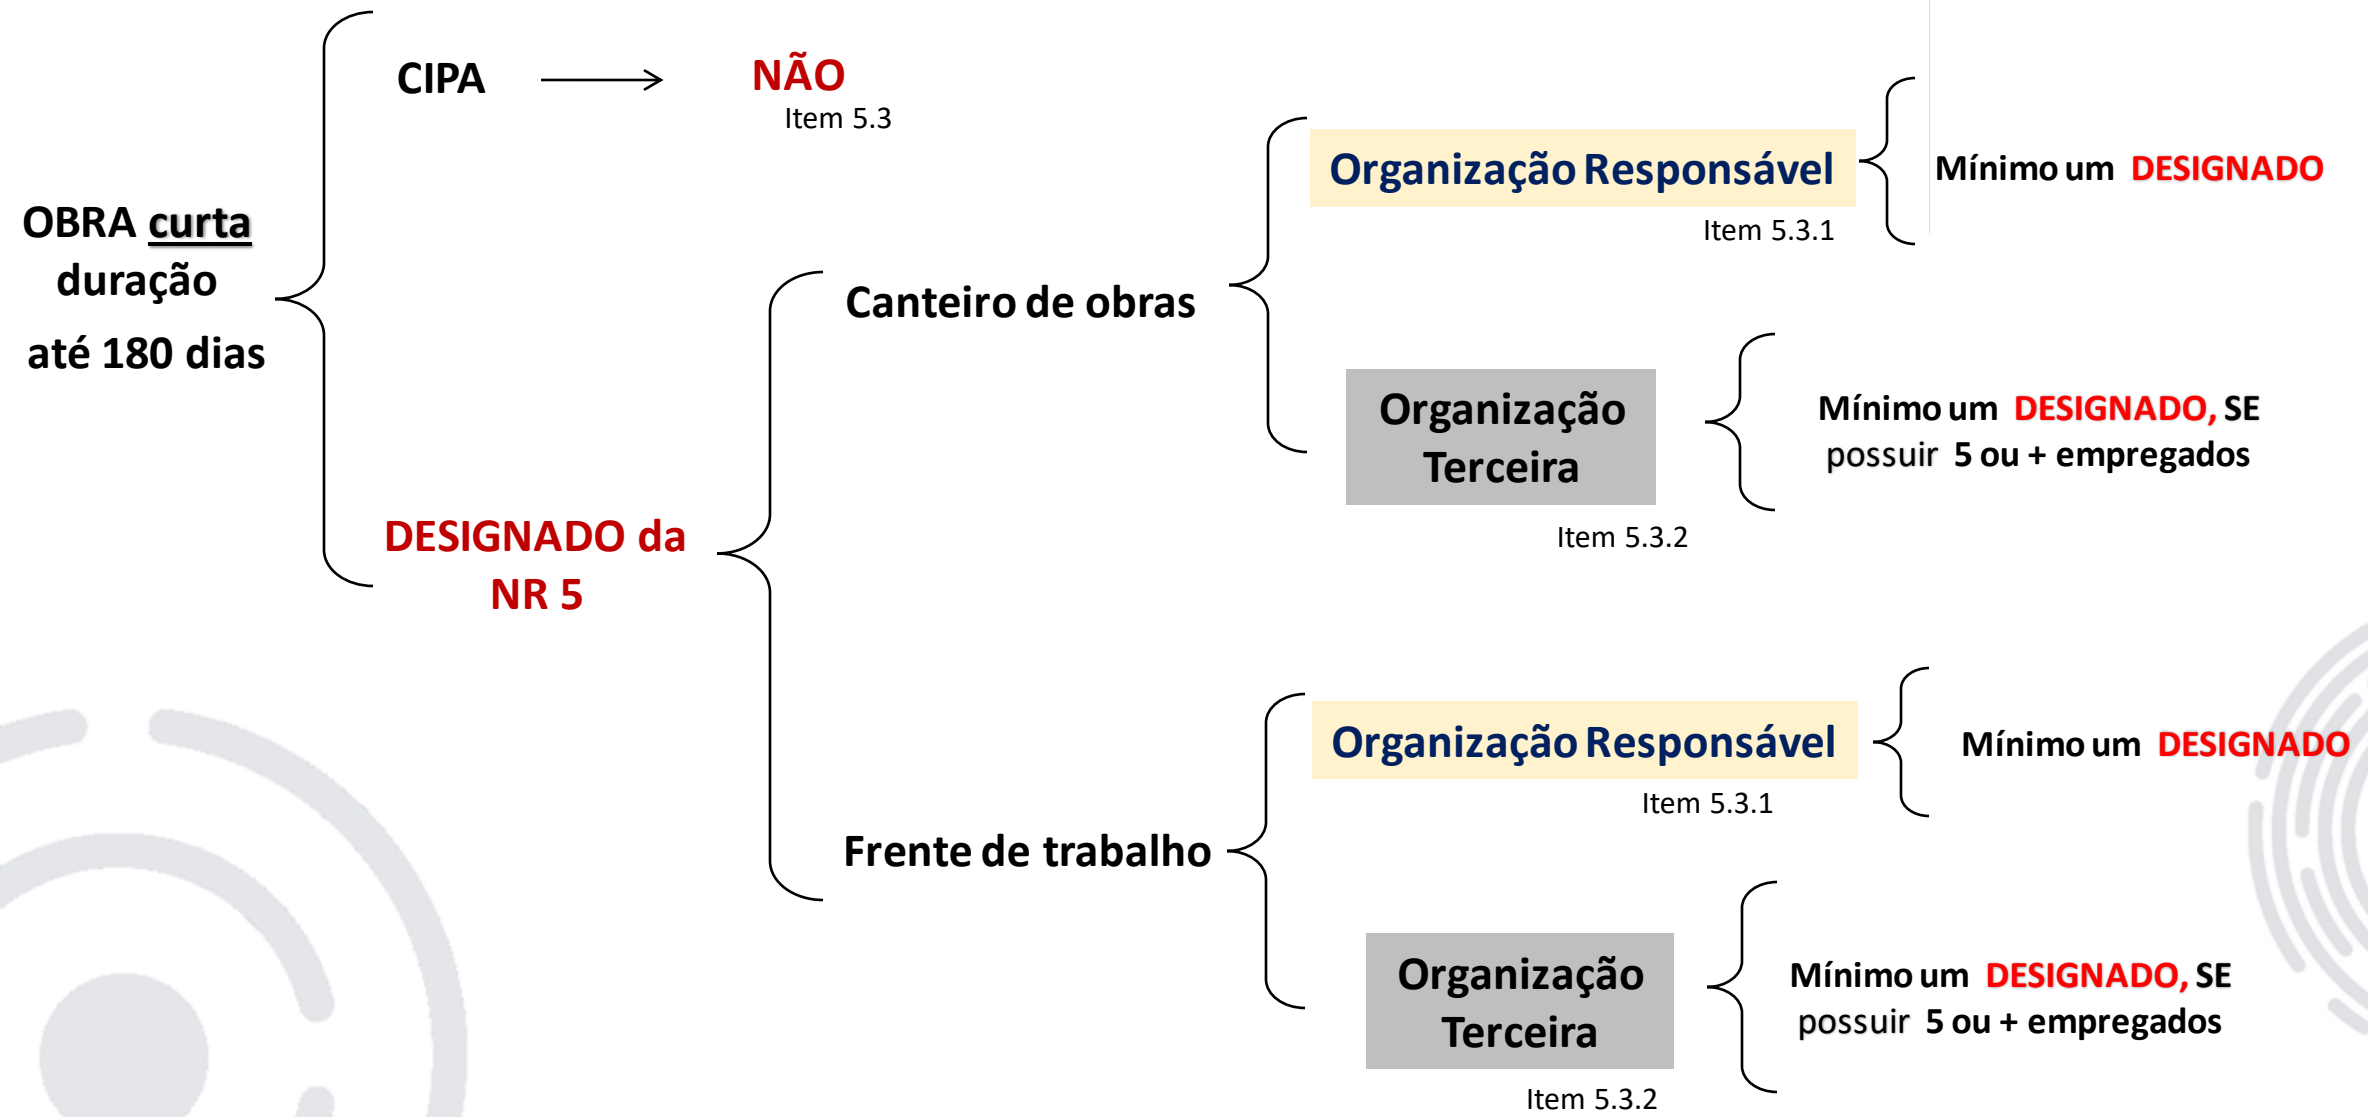 OBRA curta
duração
até 180 dias
CIPA
NÃO
Item 5.3
DESIGNADO da
NR 5
Canteiro de obras
Organização Responsável
Item 5.3.1
Mínimo um DESIGNADO
Organização
Terceira
Item 5.3.2
Mínimo um DESIGNADO, SE
possuir 5 ou + empregados
Frente de trabalho
Organização Responsável
Item 5.3.1
Mínimo um DESIGNADO
Organização
Terceira
Item 5.3.2
Mínimo um DESIGNADO, SE
possuir 5 ou + empregados